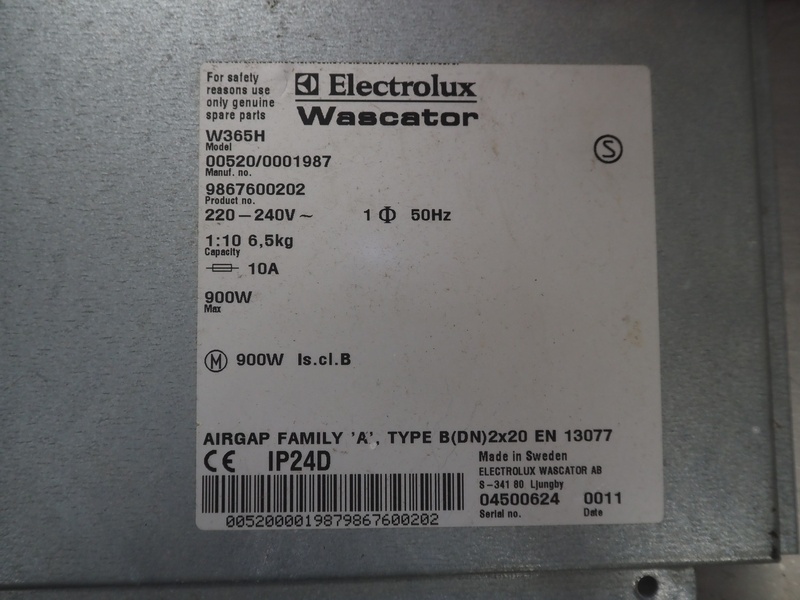 For safety
reasons use
only genuine
spare parts
Electrolux
Wascator
W365H
Model
00520/0001987
Manuf. no.
9867600202
Product no.
220-240V~ 1 Φ 50Hz
1:10 6,5kg
Capacity
10A
900W
Max
M 900W Is.cl.B
S
AIRGAP FAMILY 'A', TYPE B(DN)2x20 EN 13077
CE IP24D
Made in Sweden
ELECTROLUX WASCATOR AB
S-341 80 Ljungby
04500624 0011
Serial no. Date
0052000019879867600202